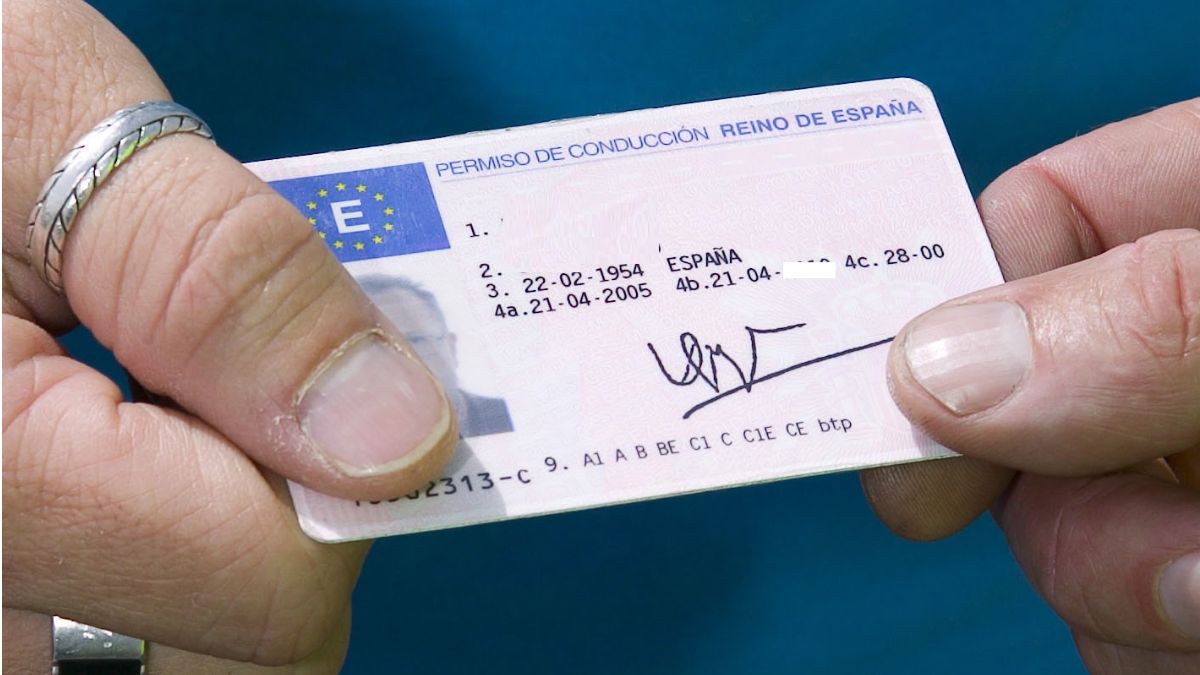 PERMISO DE CONDUCCIÓN REINO DE ESPAÑA
E
1.
2.
3. 22-02-1954 ESPAÑA
4a.21-04-2005 4b.21-04- 4c.28-00
2313-C
9. A1 A B BE C1 C C1E CE btp